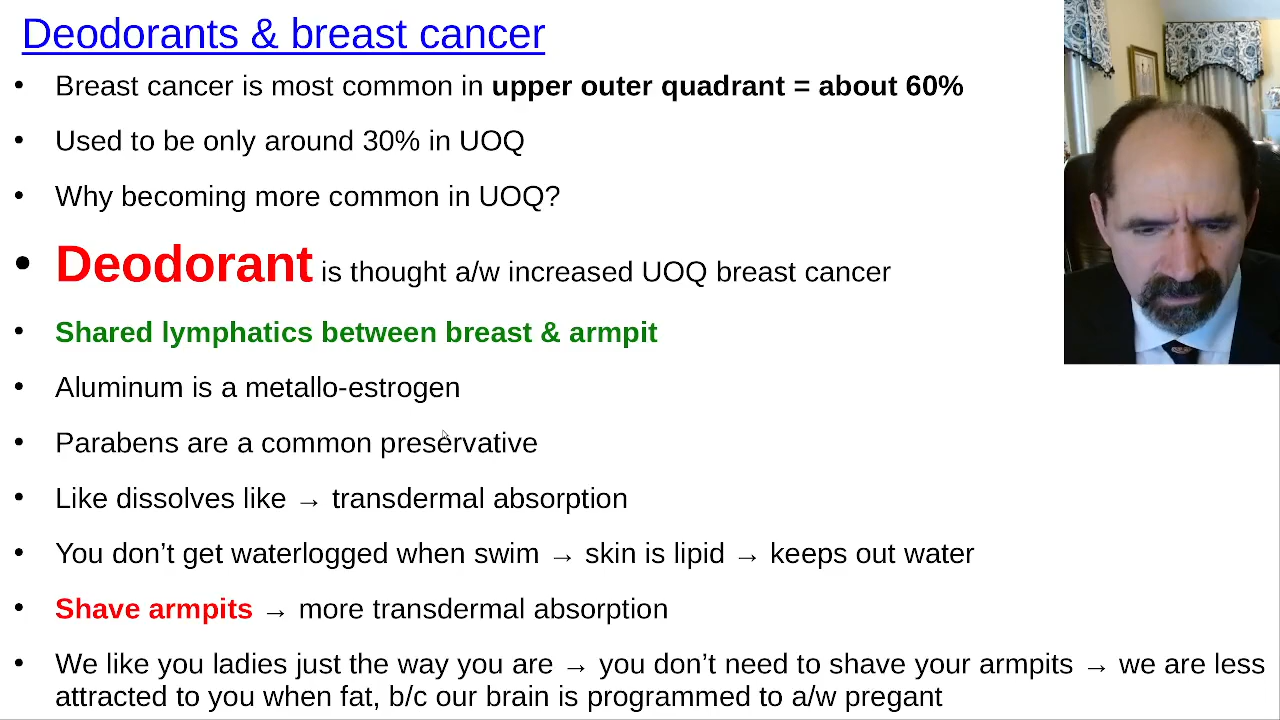 Deodorants & breast cancer
• Breast cancer is most common in upper outer quadrant = about 60%
• Used to be only around 30% in UOQ
• Why becoming more common in UOQ?
• Deodorant is thought a/w increased UOQ breast cancer
• Shared lymphatics between breast & armpit
• Aluminum is a metallo-estrogen
• Parabens are a common preservative
• Like dissolves like → transdermal absorption
• You don’t get waterlogged when swim → skin is lipid → keeps out water
• Shave armpits → more transdermal absorption
• We like you ladies just the way you are → you don’t need to shave your armpits → we are less
attracted to you when fat, b/c our brain is programmed to a/w pregant